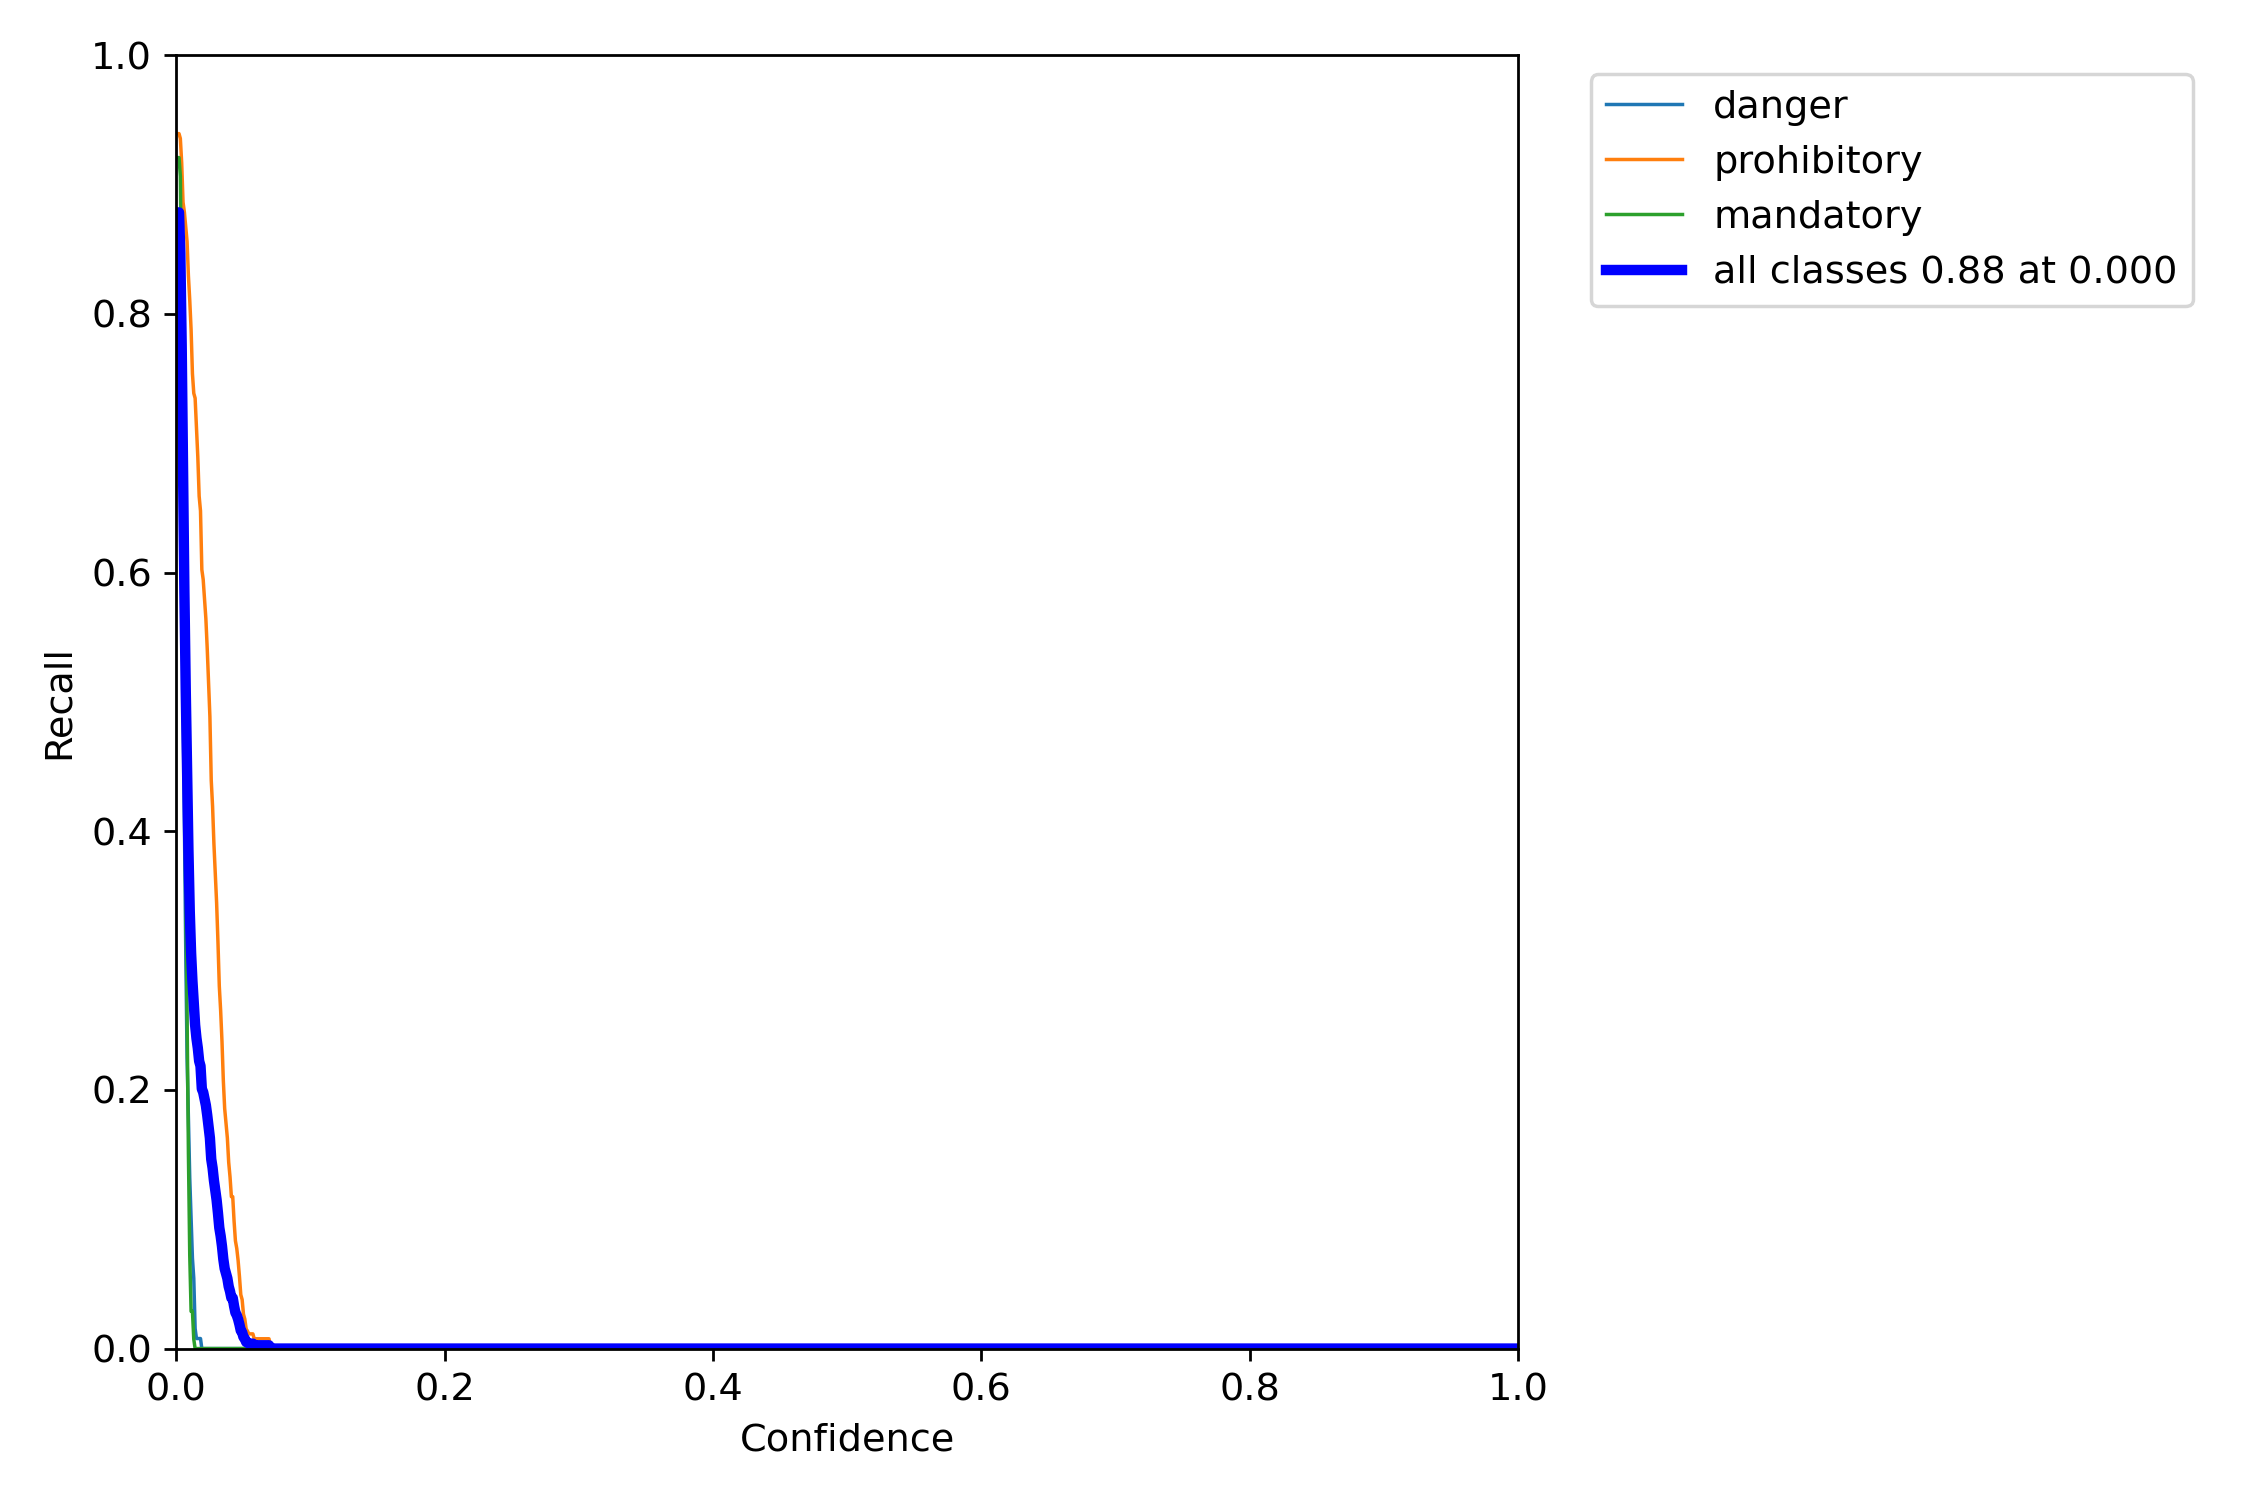 1.0
0.8
0.6
0.4
0.2
0.0
Recall
0.0 0.2 0.4 0.6 0.8 1.0
Confidence
danger
prohibitory
mandatory
all classes 0.88 at 0.000